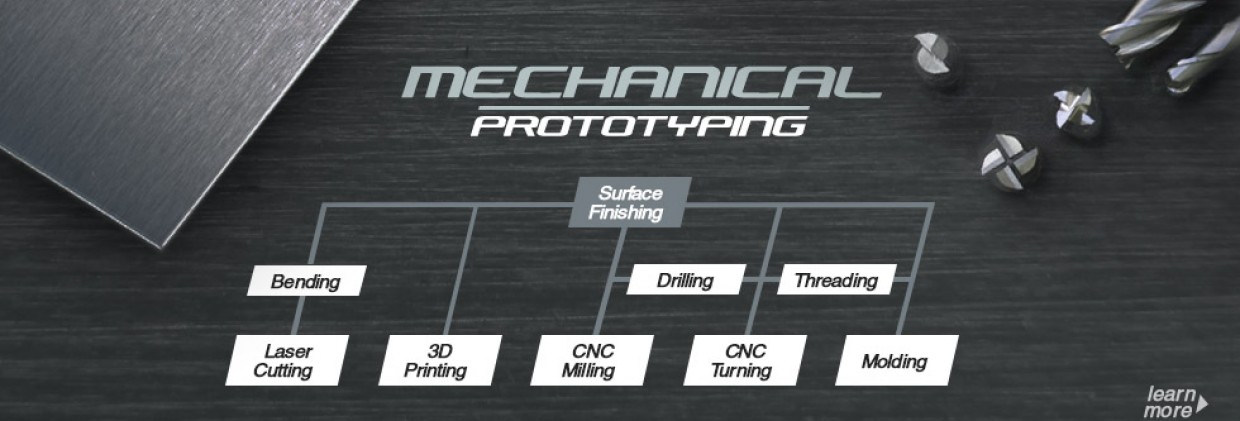 MECHANICAL
PROTOTYPING
Surface
Finishing
Bending
Drilling
Threading
Laser
Cutting
3D
Printing
CNC
Milling
CNC
Turning
Molding
learn
more